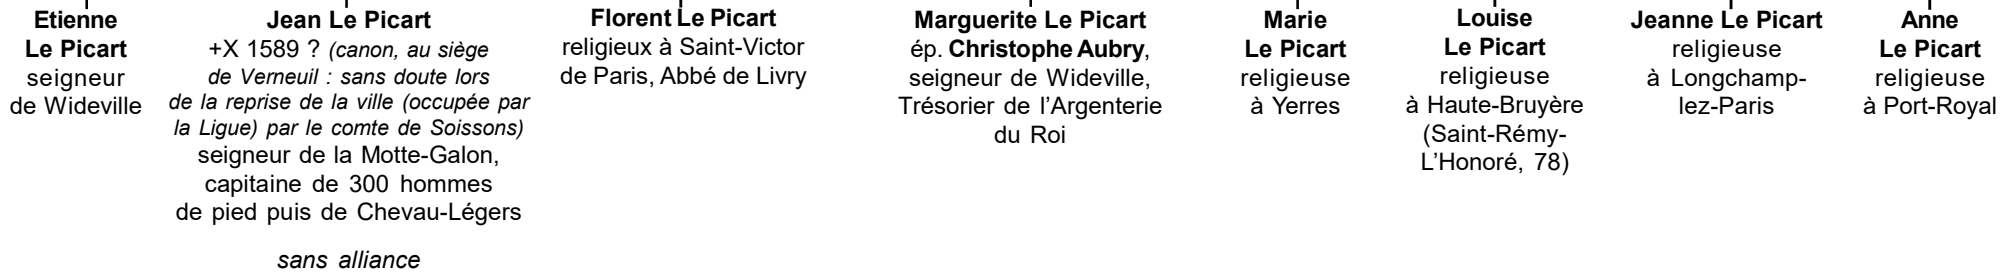 Etienne
Le Picart
seigneur
de Wideville
Jean Le Picart
+X 1589 ? (canon, au siège
de Verneuil : sans doute lors
de la reprise de la ville (occupée par
la Ligue) par le comte de Soissons)
seigneur de la Motte-Galon,
capitaine de 300 hommes
de pied puis de Chevau-Légers
sans alliance
Florent Le Picart
religieux à Saint-Victor
de Paris, Abbé de Livry
Marguerite Le Picart
ép. Christophe Aubry,
seigneur de Wideville,
Trésorier de l’Argenterie
du Roi
Marie
Le Picart
religieuse
à Yerres
Louise
Le Picart
religieuse
à Haute-Bruyère
(Saint-Rémy-
L’Honoré, 78)
Jeanne Le Picart
religieuse
à Longchamp-
lez-Paris
Anne
Le Picart
religieuse
à Port-Royal